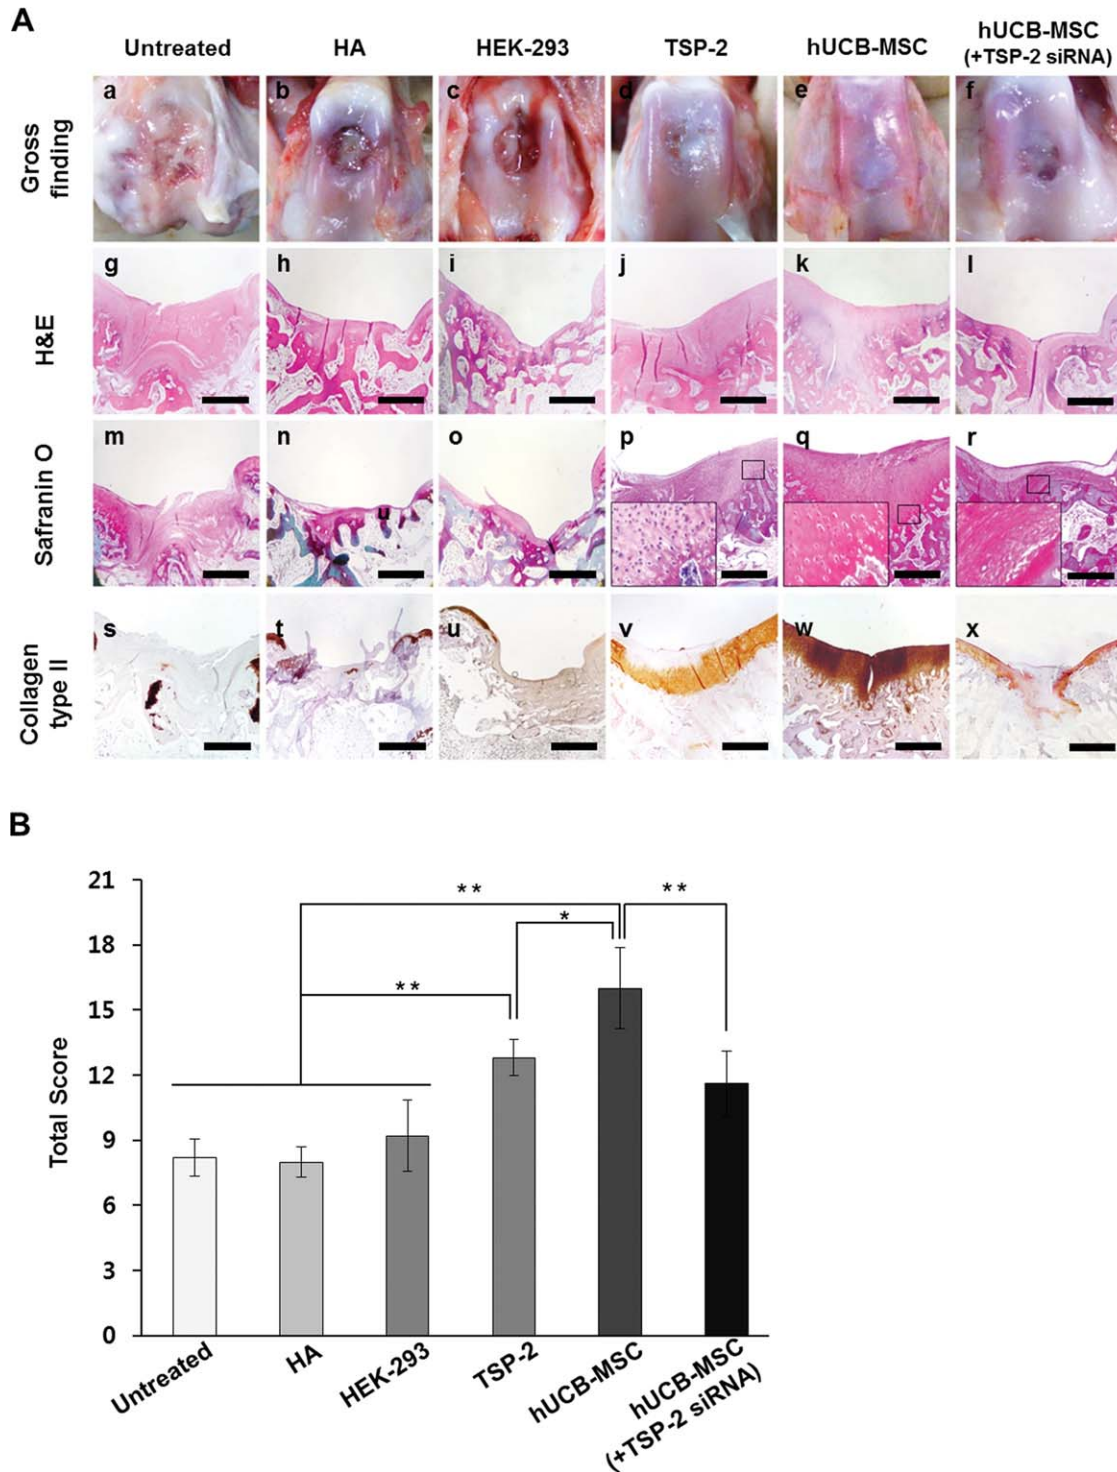 A
Untreated
HA
HEK-293
TSP-2
hUCB-MSC
hUCB-MSC
(+TSP-2 siRNA)
Gross
finding
a
b
c
d
e
f
H&E
g
h
i
j
k
l
Safranin O
m
n
u
o
p
q
r
Collagen
type II
s
t
u
v
w
x
B
Total Score
21
18
15
12
9
6
3
0
**
**
*
**
Untreated
HA
HEK-293
TSP-2
hUCB-MSC
hUCB-MSC
(+TSP-2 siRNA)